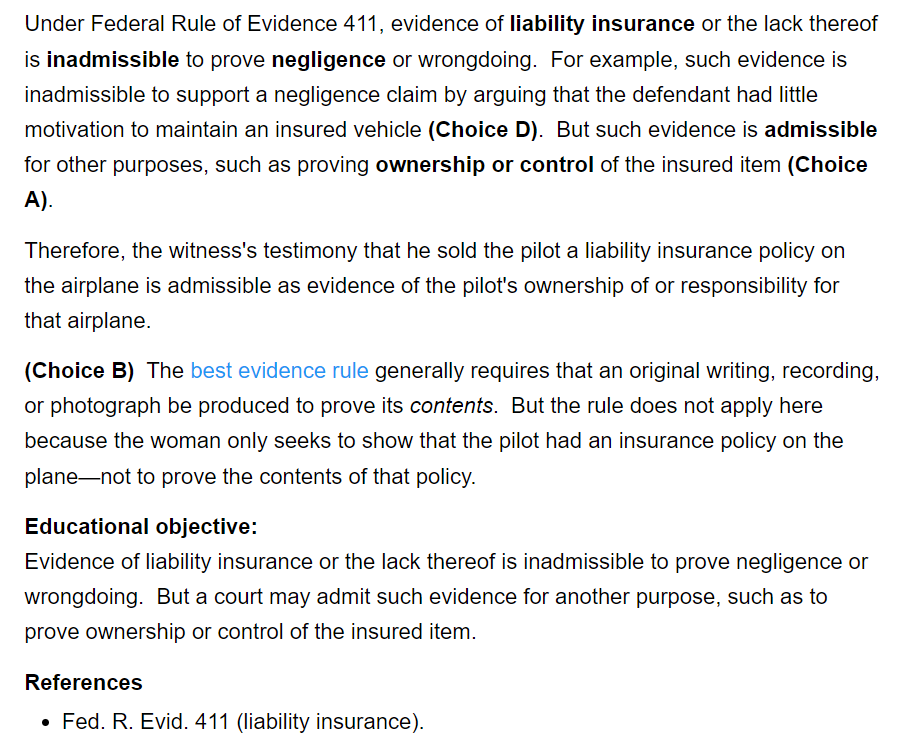 Under Federal Rule of Evidence 411, evidence of liability insurance or the lack thereof
is inadmissible to prove negligence or wrongdoing.  For example, such evidence is
inadmissible to support a negligence claim by arguing that the defendant had little
motivation to maintain an insured vehicle (Choice D).  But such evidence is admissible
for other purposes, such as proving ownership or control of the insured item (Choice
A).
Therefore, the witness's testimony that he sold the pilot a liability insurance policy on
the airplane is admissible as evidence of the pilot's ownership of or responsibility for
that airplane.
(Choice B)  The best evidence rule generally requires that an original writing, recording,
or photograph be produced to prove its contents.  But the rule does not apply here
because the woman only seeks to show that the pilot had an insurance policy on the
plane—not to prove the contents of that policy.
Educational objective:
Evidence of liability insurance or the lack thereof is inadmissible to prove negligence or
wrongdoing.  But a court may admit such evidence for another purpose, such as to
prove ownership or control of the insured item.
References
• Fed. R. Evid. 411 (liability insurance).